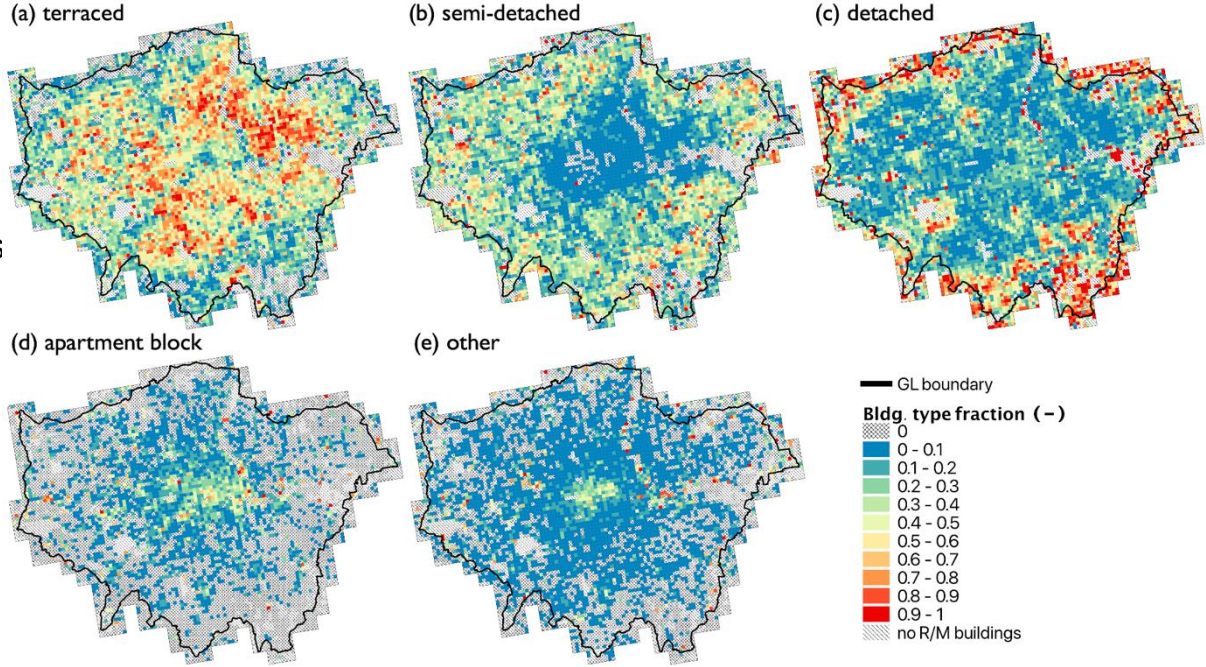 (a) terraced
(b) semi-detached
(c) detached
s
(d) apartment block
(e) other
GL boundary
Bldg. type fraction (-)
0
0 - 0.1
0.1 - 0.2
0.2 - 0.3
0.3 - 0.4
0.4 - 0.5
0.5 - 0.6
0.6 - 0.7
0.7 - 0.8
0.8 - 0.9
0.9 - 1
no R/M buildings